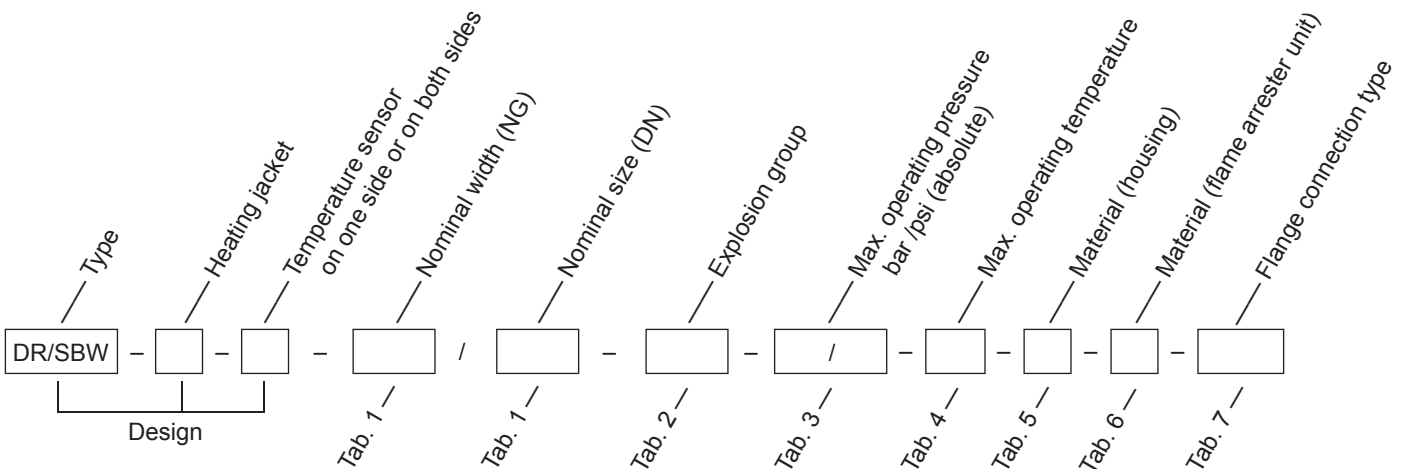 Type
Heating jacket
Temperature sensor
on one side or on both sides
Nominal width (NG)
Nominal size (DN)
Explosion group
Max. operating pressure
bar /psi (absolute)
Max. operating temperature
Material (housing)
Material (flame arrester unit)
Flange connection type
DR/SBW – – – / – – / – – – –
Design
Tab. 1
Tab. 1
Tab. 2
Tab. 3
Tab. 4
Tab. 5
Tab. 6
Tab. 7